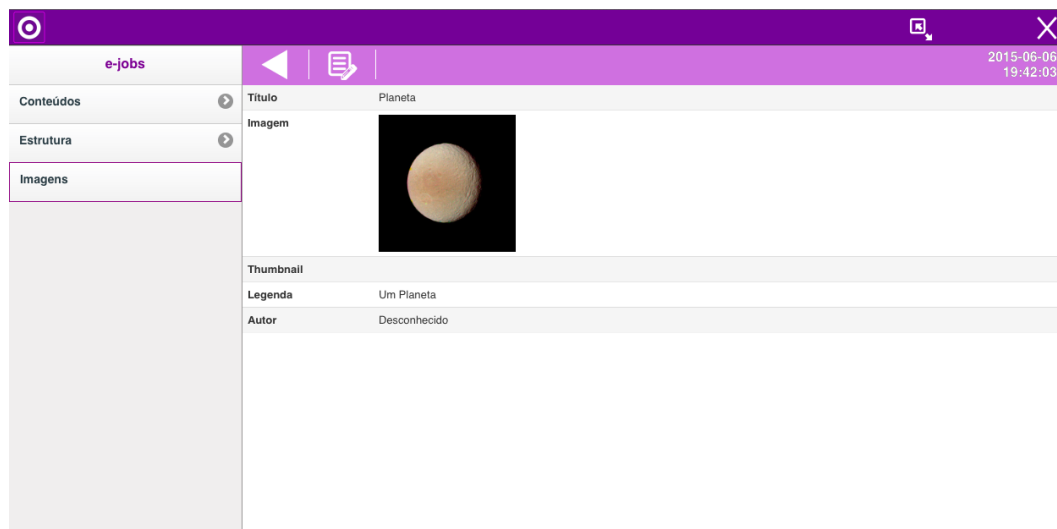 e-jobs
2015-06-06
19:42:03
Conteúdos
Estrutura
Imagens
Título Planeta
Imagem
Thumbnail
Legenda Um Planeta
Autor Desconhecido